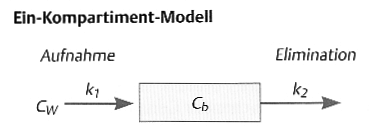 Ein-Kompartiment-Modell
Aufnahme Elimination
k1 k2
CW Cb